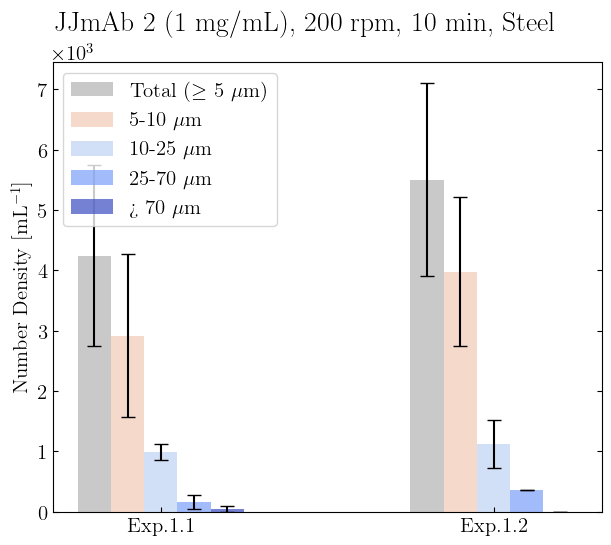 JJmAb 2 (1 mg/mL), 200 rpm, 10 min, Steel
×10³
7
6
5
4
3
2
1
0
Number Density [mL⁻¹]
Total (≥ 5 μm)
5-10 μm
10-25 μm
25-70 μm
¿ 70 μm
Exp.1.1
Exp.1.2